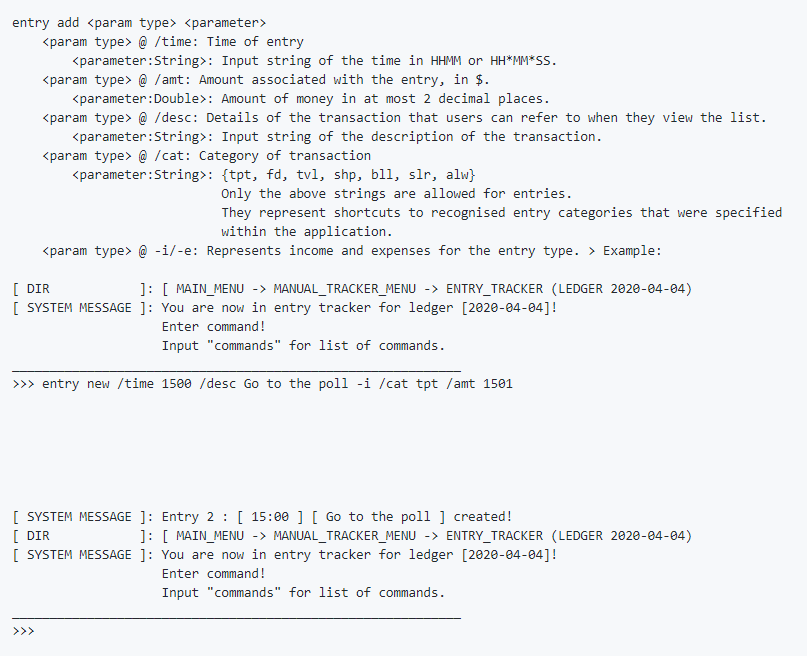 entry add <param type> <parameter>
<param type> @ /time: Time of entry
<parameter:String>: Input string of the time in HHMM or HH*MM*SS.
<param type> @ /amt: Amount associated with the entry, in $.
<parameter:Double>: Amount of money in at most 2 decimal places.
<param type> @ /desc: Details of the transaction that users can refer to when they view the list.
<parameter:String>: Input string of the description of the transaction.
<param type> @ /cat: Category of transaction
<parameter:String>: {tpt, fd, tvl, shp, bll, slr, alw}
Only the above strings are allowed for entries.
They represent shortcuts to recognised entry categories that were specified
within the application.
<param type> @ -i/-e: Represents income and expenses for the entry type. > Example:
[ DIR            ]: [ MAIN_MENU -> MANUAL_TRACKER_MENU -> ENTRY_TRACKER (LEDGER 2020-04-04)
[ SYSTEM MESSAGE ]: You are now in entry tracker for ledger [2020-04-04]!
Enter command!
Input "commands" for list of commands.
____________________________________________________________
>>> entry new /time 1500 /desc Go to the poll -i /cat tpt /amt 1501
[ SYSTEM MESSAGE ]: Entry 2 : [ 15:00 ] [ Go to the poll ] created!
[ DIR            ]: [ MAIN_MENU -> MANUAL_TRACKER_MENU -> ENTRY_TRACKER (LEDGER 2020-04-04)
[ SYSTEM MESSAGE ]: You are now in entry tracker for ledger [2020-04-04]!
Enter command!
Input "commands" for list of commands.
____________________________________________________________
>>>